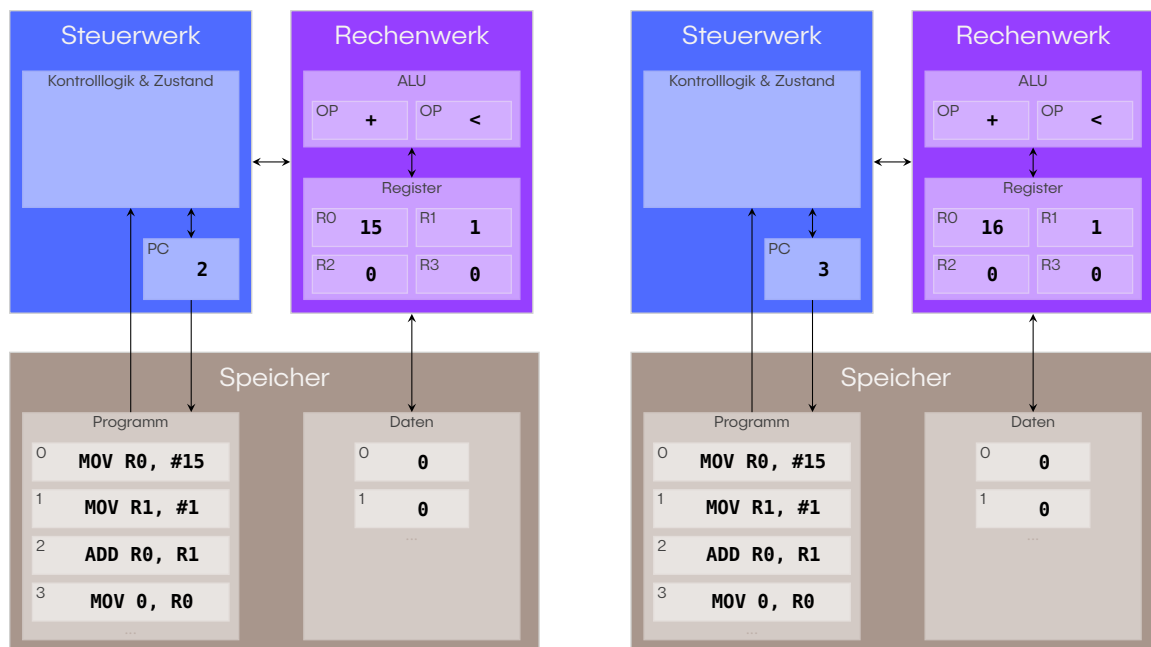 Steuerwerk
Kontrolllogik & Zustand
PC
2
Rechenwerk
ALU
OP + OP <
Register
R0 15 R1 1
R2 0 R3 0
Speicher
Programm
0 MOV R0, #15
1 MOV R1, #1
2 ADD R0, R1
3 MOV 0, R0
...
Daten
0 0
1 0
...
Steuerwerk
Kontrolllogik & Zustand
PC
3
Rechenwerk
ALU
OP + OP <
Register
R0 16 R1 1
R2 0 R3 0
Speicher
Programm
0 MOV R0, #15
1 MOV R1, #1
2 ADD R0, R1
3 MOV 0, R0
...
Daten
0 0
1 0
...